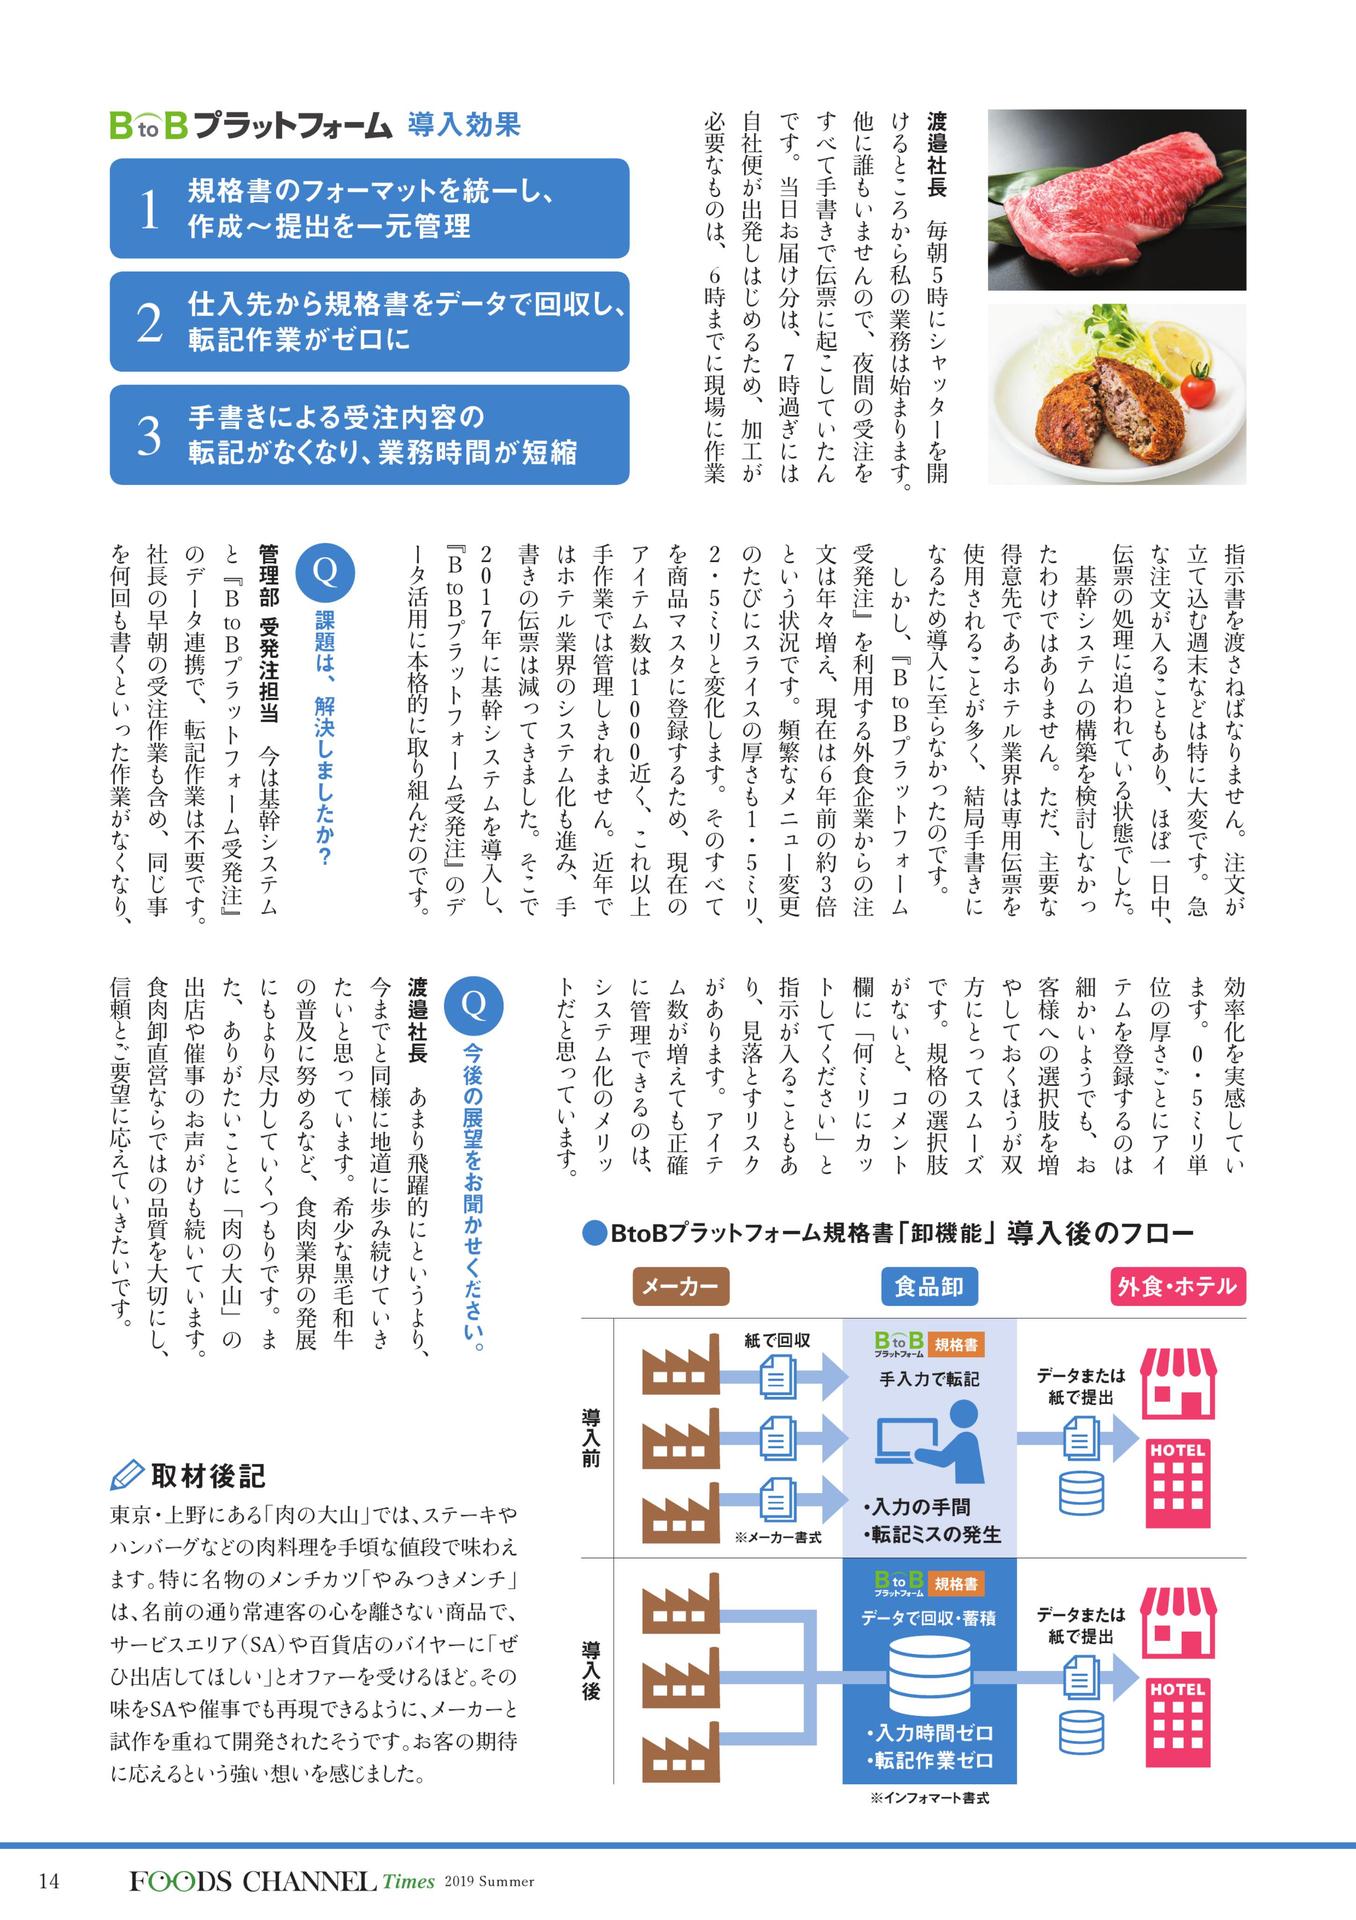 渡邉社長　毎朝5時にシャッターを開
けるところから私の業務は始まります。
他に誰もいませんので、夜間の受注を
すべて手書きで伝票に起こしていたん
です。当日お届け分は、7時過ぎには
自社便が出発しはじめるため、加工が
必要なものは、6時までに現場に作業
BtoBプラットフォーム 導入効果
1 規格書のフォーマットを統一し、
作成〜提出を一元管理
2 仕入先から規格書をデータで回収し、
転記作業がゼロに
3 手書きによる受注内容の
転記がなくなり、業務時間が短縮
指示書を渡さねばなりません。注文が
立て込む週末などは特に大変です。急
な注文が入ることもあり、ほぼ一日中、
伝票の処理に追われている状態でした。
　基幹システムの構築を検討しなかっ
たわけではありません。ただ、主要な
得意先であるホテル業界は専用伝票を
使用されることが多く、結局手書きに
なるため導入に至らなかったのです。
　しかし、『BtoBプラットフォーム
受発注』を利用する外食企業からの注
文は年々増え、現在は6年前の約3倍
という状況です。頻繁なメニュー変更
のたびにスライスの厚さも1・5ミリ、
2・5ミリと変化します。そのすべて
を商品マスタに登録するため、現在の
アイテム数は1000近く、これ以上
手作業では管理しきれません。近年で
はホテル業界のシステム化も進み、手
書きの伝票は減ってきました。そこで
2017年に基幹システムを導入し、
『BtoBプラットフォーム受発注』のデ
ータ活用に本格的に取り組んだのです。
Q 課題は、解決しましたか？
管理部 受発注担当　今は基幹システム
と『BtoBプラットフォーム受発注』
のデータ連携で、転記作業は不要です。
社長の早朝の受注作業も含め、同じ事
を何回も書くといった作業がなくなり、
効率化を実感してい
ます。0・5ミリ単
位の厚さごとにアイ
テムを登録するのは
細かいようでも、お
客様への選択肢を増
やしておくほうが双
方にとってスムーズ
です。規格の選択肢
がないと、コメント
欄に「何ミリにカッ
トしてください」と
指示が入ることもあ
り、見落とすリスク
があります。アイテ
ム数が増えても正確
に管理できるのは、
システム化のメリッ
トだと思っています。
Q 今後の展望をお聞かせください。
渡邉社長　あまり飛躍的にというより、
今までと同様に地道に歩み続けていき
たいと思っています。希少な黒毛和牛
の普及に努めるなど、食肉業界の発展
にもより尽力していくつもりです。ま
た、ありがたいことに「肉の大山」の
出店や催事のお声がけも続いています。
食肉卸直営ならではの品質を大切にし、
信頼とご要望に応えていきたいです。
●BtoBプラットフォーム規格書「卸機能」導入後のフロー
メーカー
食品卸
外食・ホテル
導入前
紙で回収
※メーカー書式
BtoB
プラットフォーム
規格書
手入力で転記
・入力の手間
・転記ミスの発生
データまたは
紙で提出
HOTEL
導入後
BtoB
プラットフォーム
規格書
データで回収・蓄積
・入力時間ゼロ
・転記作業ゼロ
※インフォマート書式
データまたは
紙で提出
HOTEL
取材後記
東京・上野にある「肉の大山」では、ステーキや
ハンバーグなどの肉料理を手頃な値段で味わえ
ます。特に名物のメンチカツ「やみつきメンチ」
は、名前の通り常連客の心を離さない商品で、
サービスエリア（SA）や百貨店のバイヤーに「ぜ
ひ出店してほしい」とオファーを受けるほど。その
味をSAや催事でも再現できるように、メーカーと
試作を重ねて開発されたそうです。お客の期待
に応えるという強い想いを感じました。
14
FOODS CHANNEL Times 2019 Summer